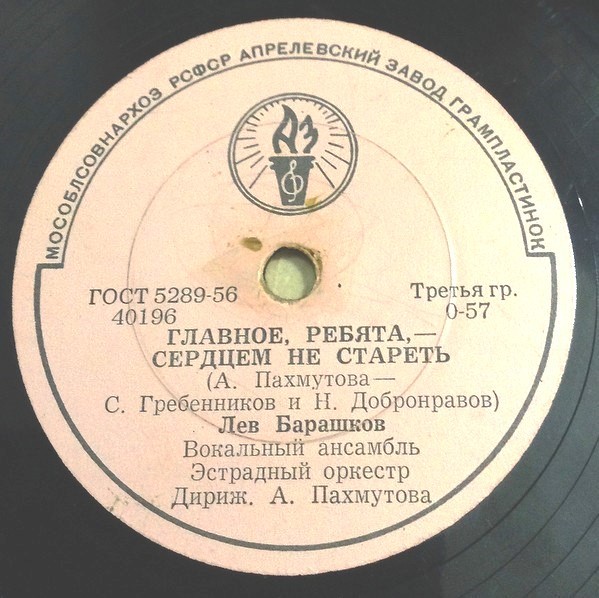 МОСОБЛСОВНАРХОЗ РСФСР АПРЕЛЕВСКИЙ ЗАВОД ГРАМПЛАСТИНОК
АЗ
ГОСТ 5289-56
40196
Третья гр.
0-57
ГЛАВНОЕ, РЕБЯТА,—
СЕРДЦЕМ НЕ СТАРЕТЬ
(А. Пахмутова—
С. Гребенников и Н. Добронравов)
Лев Барашков
Вокальный ансамбль
Эстрадный оркестр
Дириж. А. Пахмутова